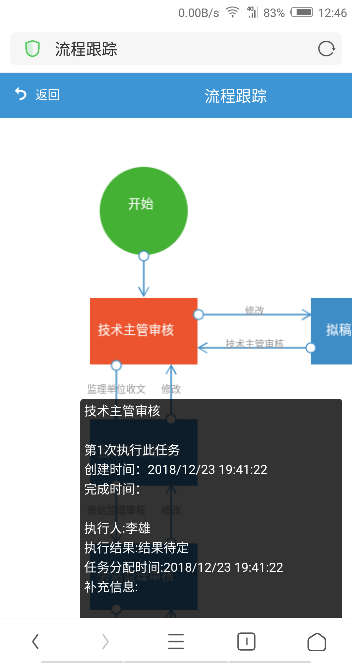 0.00B/s 4G 83% 12:46
流程跟踪
返回 流程跟踪
开始
技术主管审核
修改
拟稿
技术主管审核
监理单位收文 修改
技术主管审核
第1次执行此任务
创建时间：2018/12/23 19:41:22
完成时间：
执行人:李雄
执行结果:结果待定
任务分配时间:2018/12/23 19:41:22
补充信息: